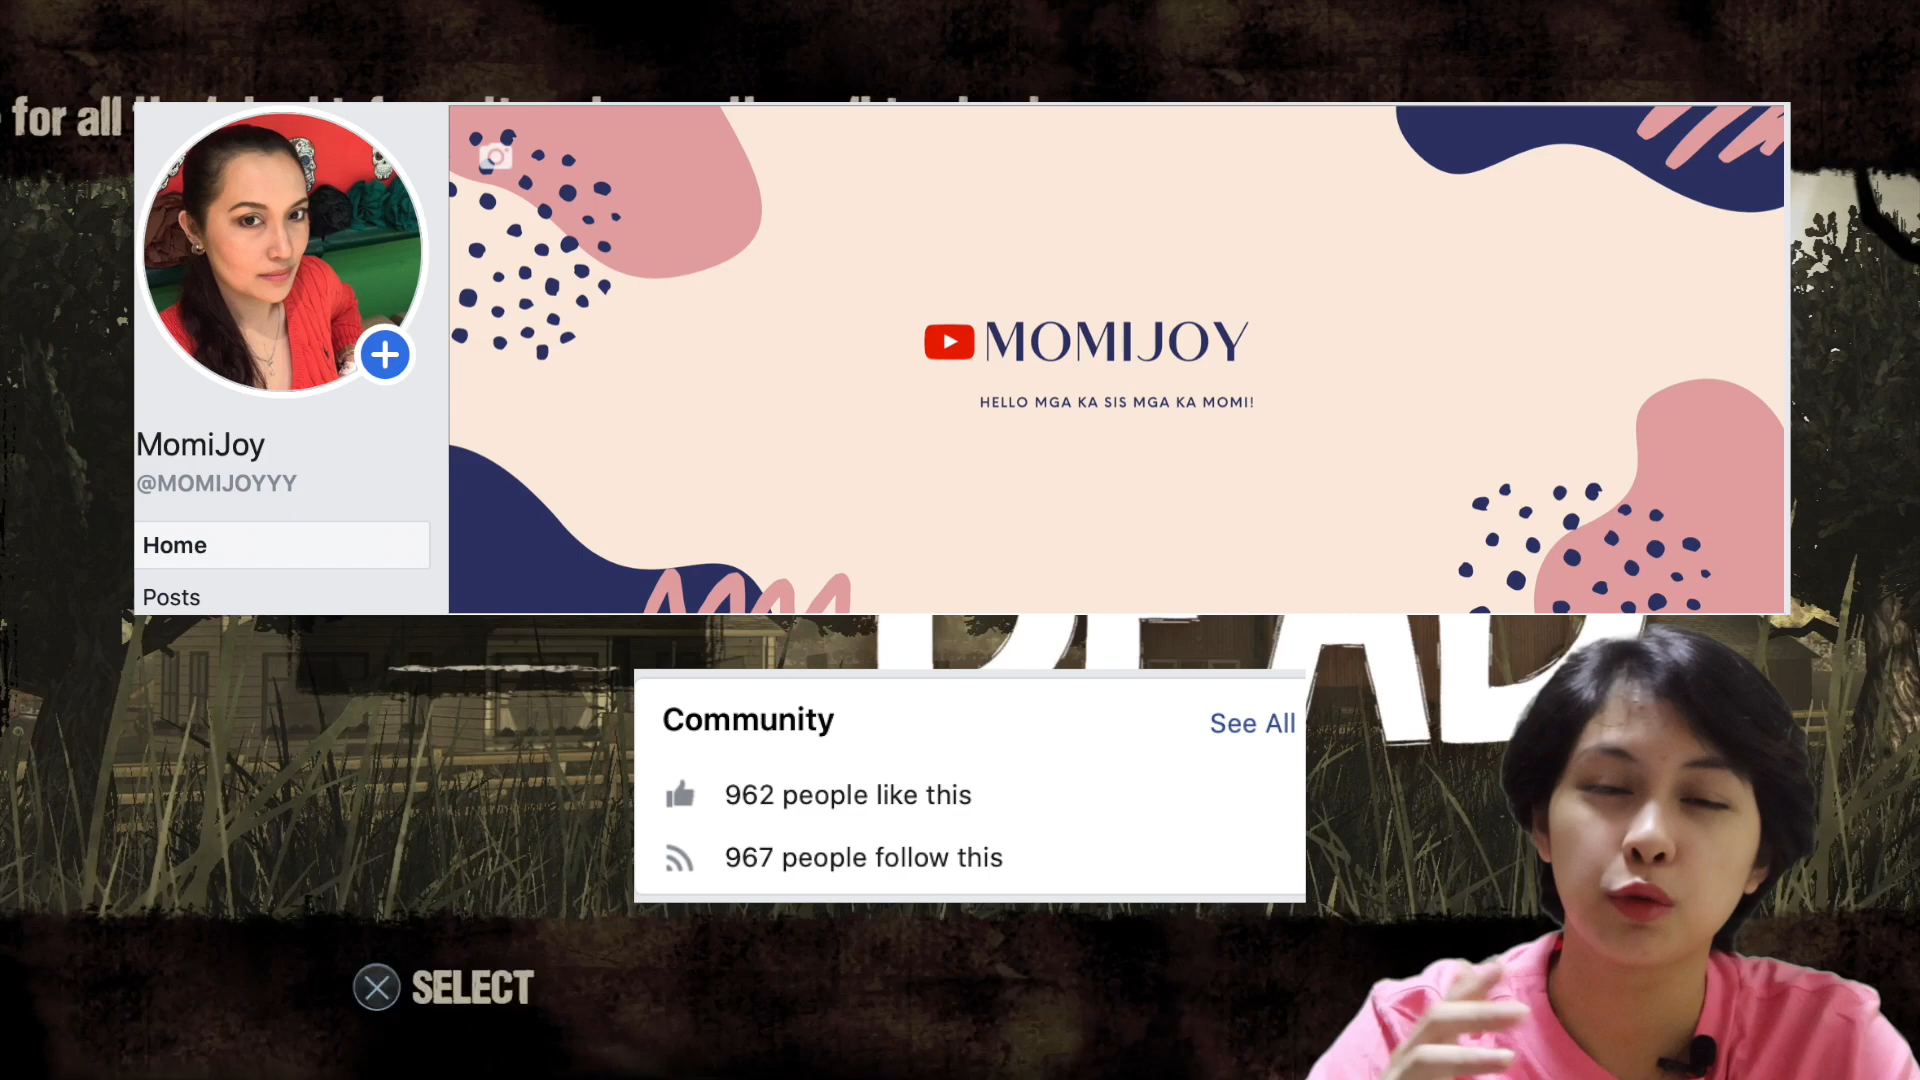 for all
MomiJoy
@MOMIJOYYY
Home
Posts
MOMIJOY
HELLO MGA KA SIS MGA KA MOMI!
DEAD
Community
See All
962 people like this
967 people follow this
SELECT